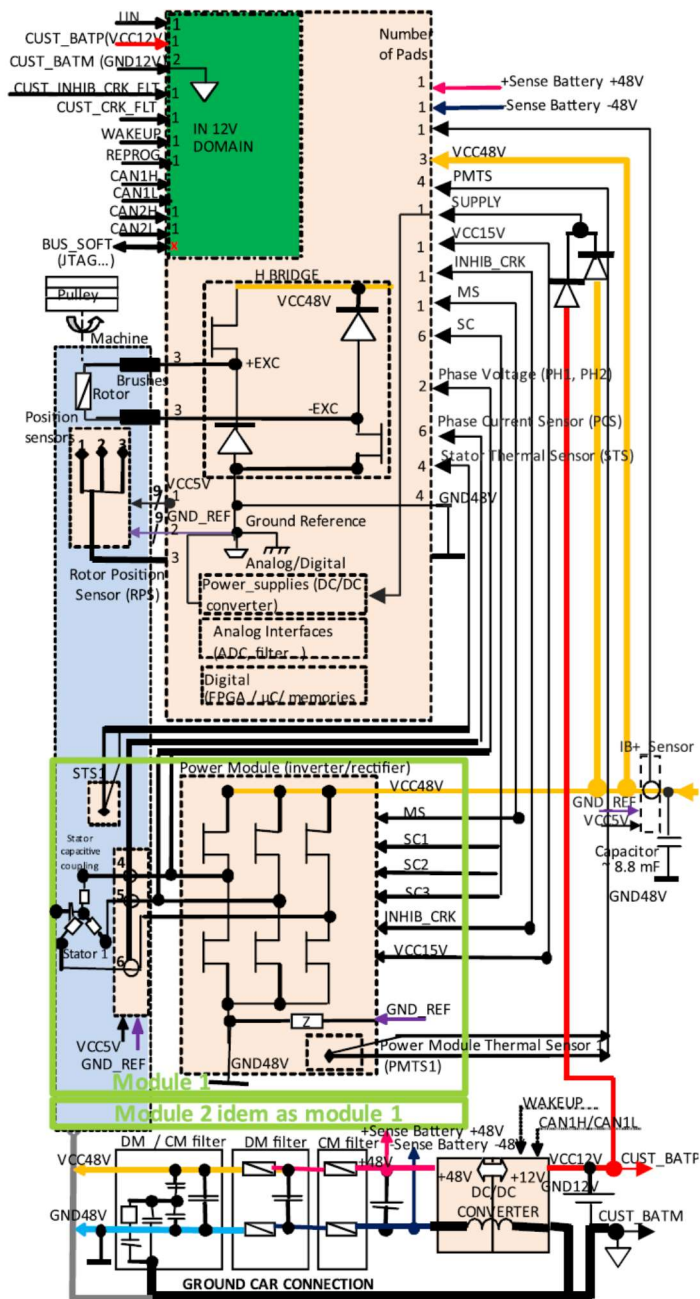 LIN
1
CUST_BATP(VCC12V)
1
CUST_BATM (GND12V)
2
CUST_INHIB_CRK_FLT
1
CUST_CRK_FLT
1
WAKEUP
1
REPROG
1
CAN1H
CAN1L
CAN2H
1
CAN2L
1
BUS_SOFT
x
(JTAG...)
IN 12V
DOMAIN
Number
of Pads
1
+Sense Battery +48V
1
-Sense Battery -48V
1
3
VCC48V
4
PMTS
1
SUPPLY
1
VCC15V
1
INHIB_CRK
1
MS
6
SC
2
Phase Voltage (PH1, PH2)
6
Phase Current Sensor (PCS)
4
Stator Thermal Sensor (STS)
4
GND48V
H BRIDGE
VCC48V
+EXC
-EXC
Pulley
Machine
3
Brushes
Rotor
3
Position
sensors
1 2 3
9
VCC5V
1
9
GND_REF
2
3
Rotor Position
Sensor (RPS)
Ground Reference
Analog/Digital
Power_supplies (DC/DC
converter)
Analog Interfaces
(ADC, filter...)
Digital
(FPGA / µC/ memories
IB+_Sensor
GND_REF
VCC5V
Capacitor
~ 8.8 mF
GND48V
Power Module (inverter/rectifier)
STS1
VCC48V
MS
SC1
SC2
SC3
INHIB_CRK
VCC15V
Stator
capacitive
coupling
4
5
6
Stator 1
VCC5V
GND_REF
Z
GND_REF
GND48V
Power Module Thermal Sensor 1
(PMTS1)
Module 1
Module 2 idem as module 1
WAKEUP
CAN1H/CAN1L
DM / CM filter
DM filter
CM filter
+Sense Battery +48V
-Sense Battery -48V
VCC48V
+48V
+48V
+12V
VCC12V
CUST_BATP
GND12V
DC/DC
CONVERTER
GND48V
CUST_BATM
GROUND CAR CONNECTION